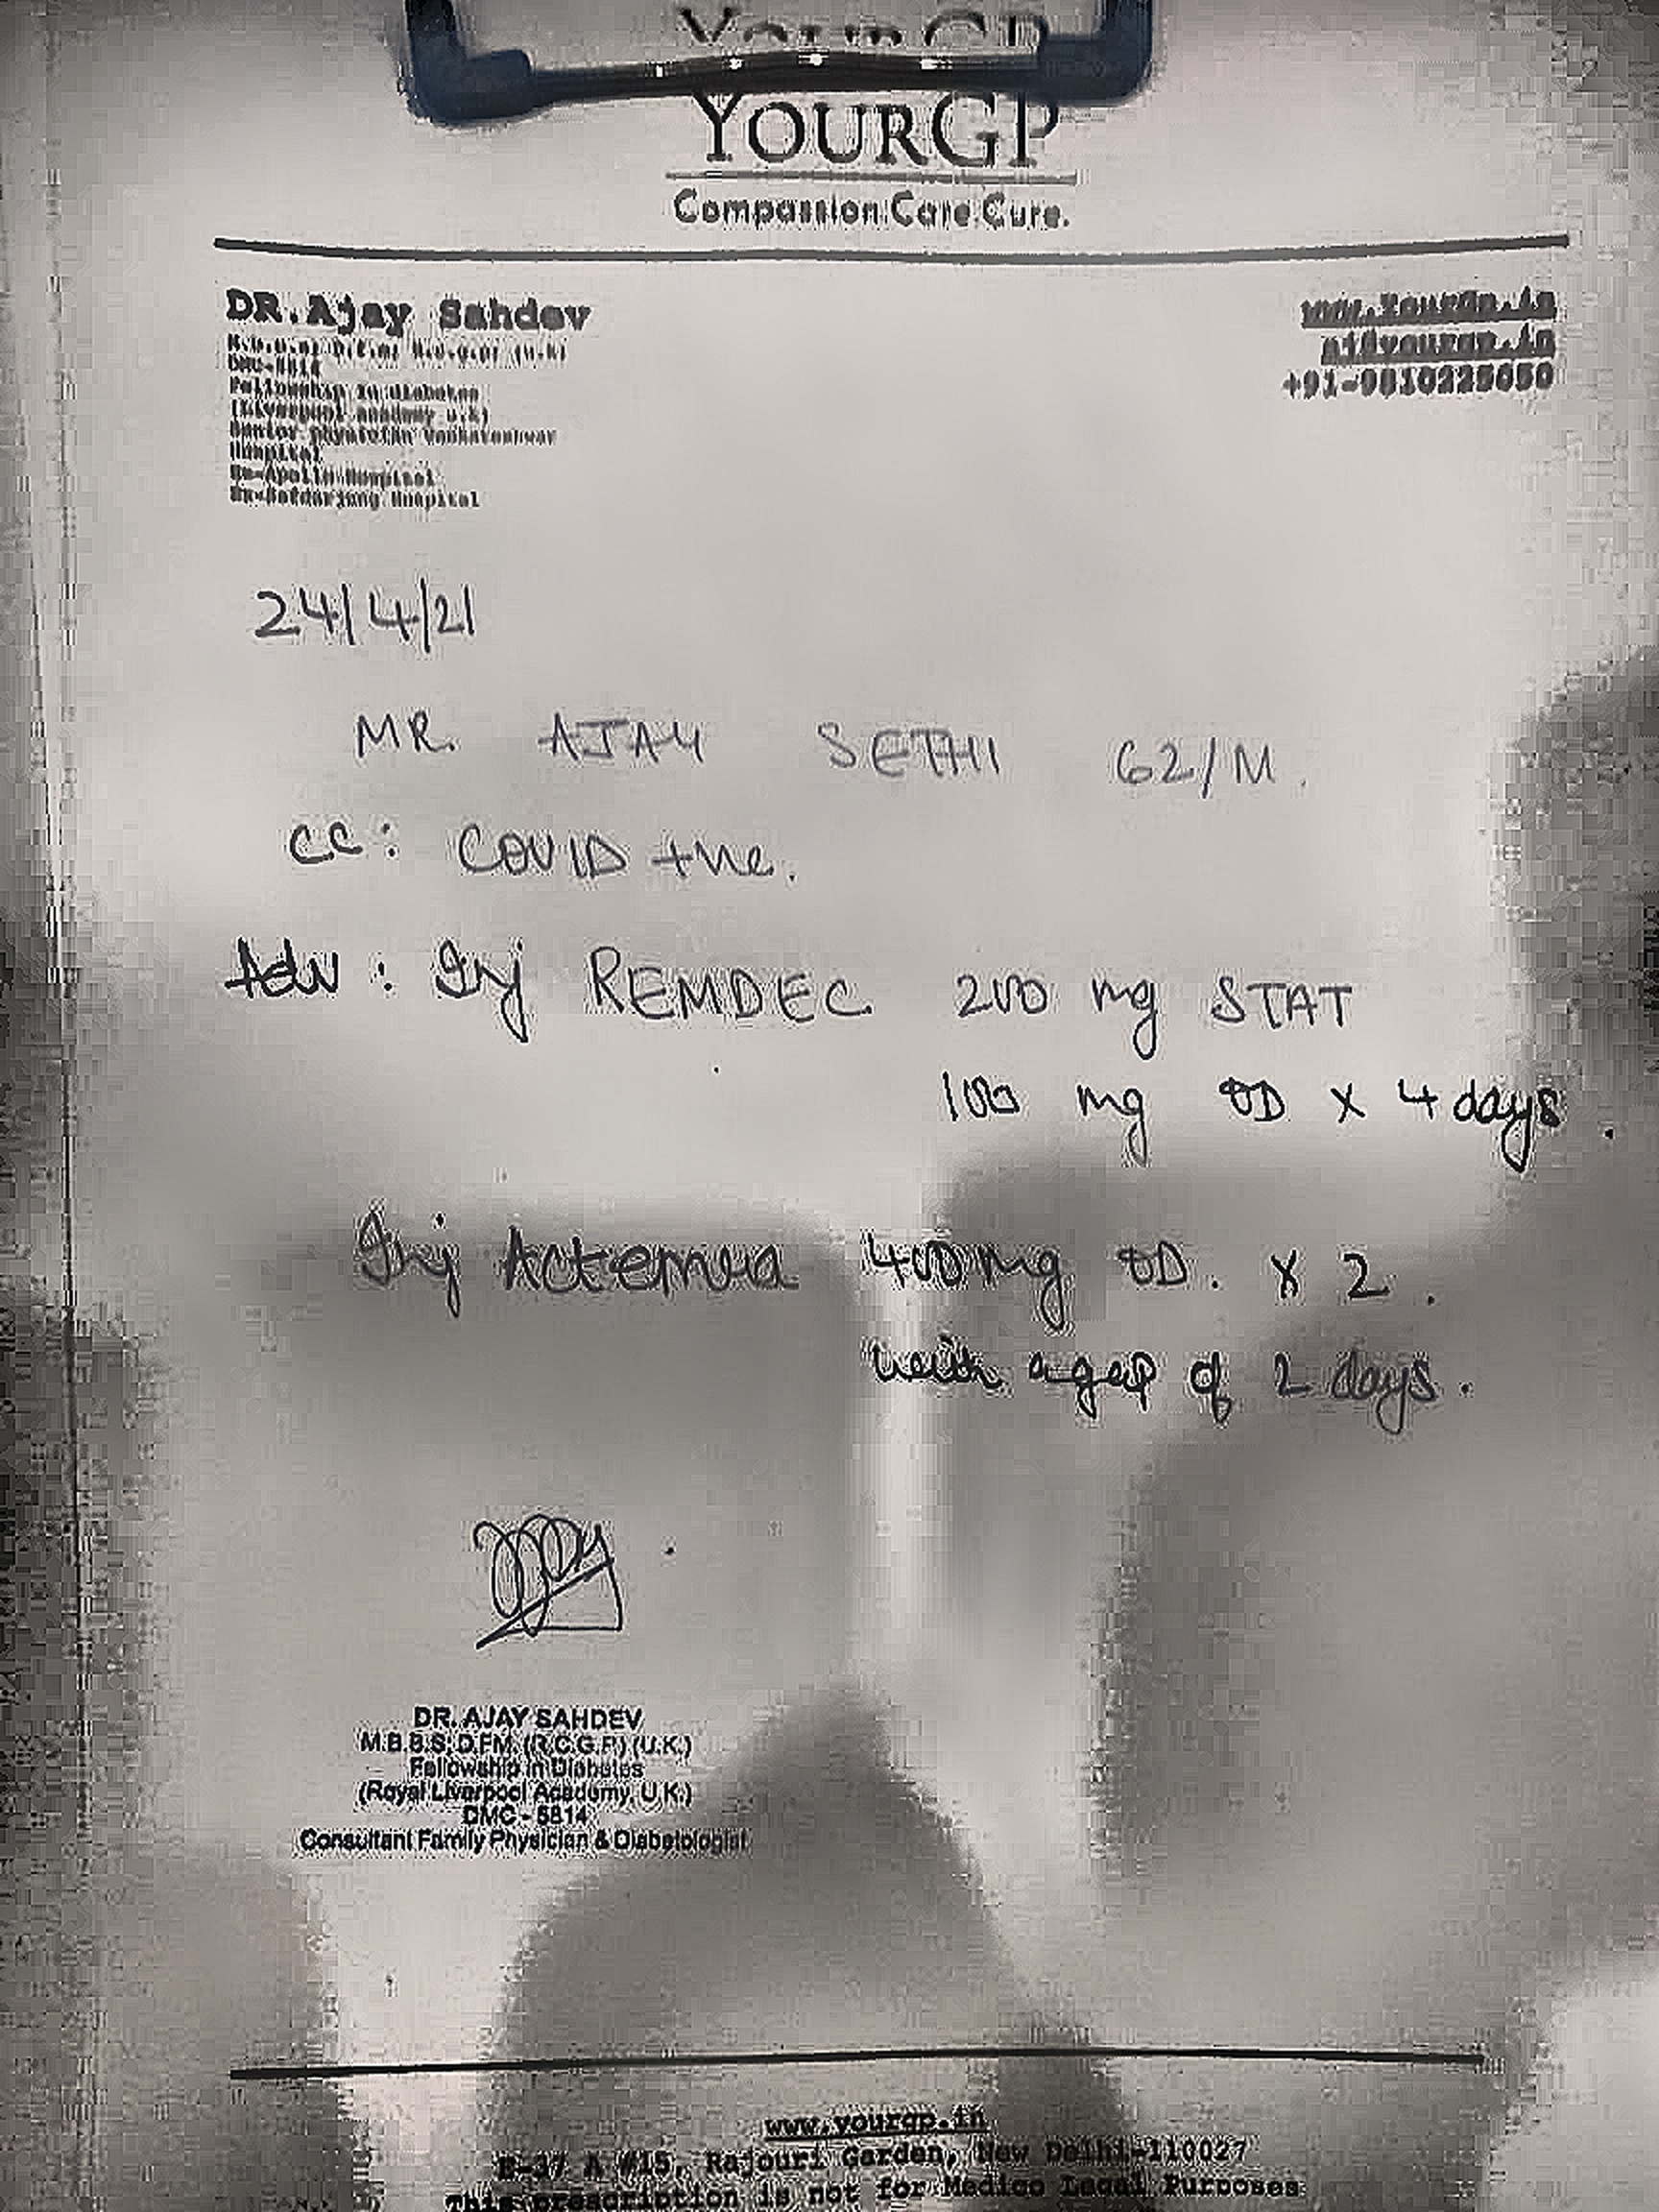 YourGP
YOURGP
Compassion.Care.Cure.
DR.Ajay Sahdev
www.YourGP.in
+91-9810225050
DMC-5814
Fellowship in diabetes
(Liverpool academy u.k)
Senior physician Venkateshwar
Hospital
Ex-Apollo Hospital
Ex-Safdarjung Hospital
24/4/21
MR. AJAY SETHI 62/M.
CC: COVID +ve.
Adv : Inj REMDEC 200 mg STAT
100 mg OD x 4 days.
Inj Actemra 400mg OD. x 2.
with a gap of 2 days.
DR. AJAY SAHDEV
M.B.B.S. D.FM. (R.C.G.P.) (U.K.)
Fellowship in Diabetes
(Royal Liverpool Academy, U.K.)
DMC - 5814
Consultant Family Physician & Diabetologist
www.yourgp.in
E-37 A #15, Rajouri Garden, New Delhi-110027
This prescription is not for Medico Legal Purposes